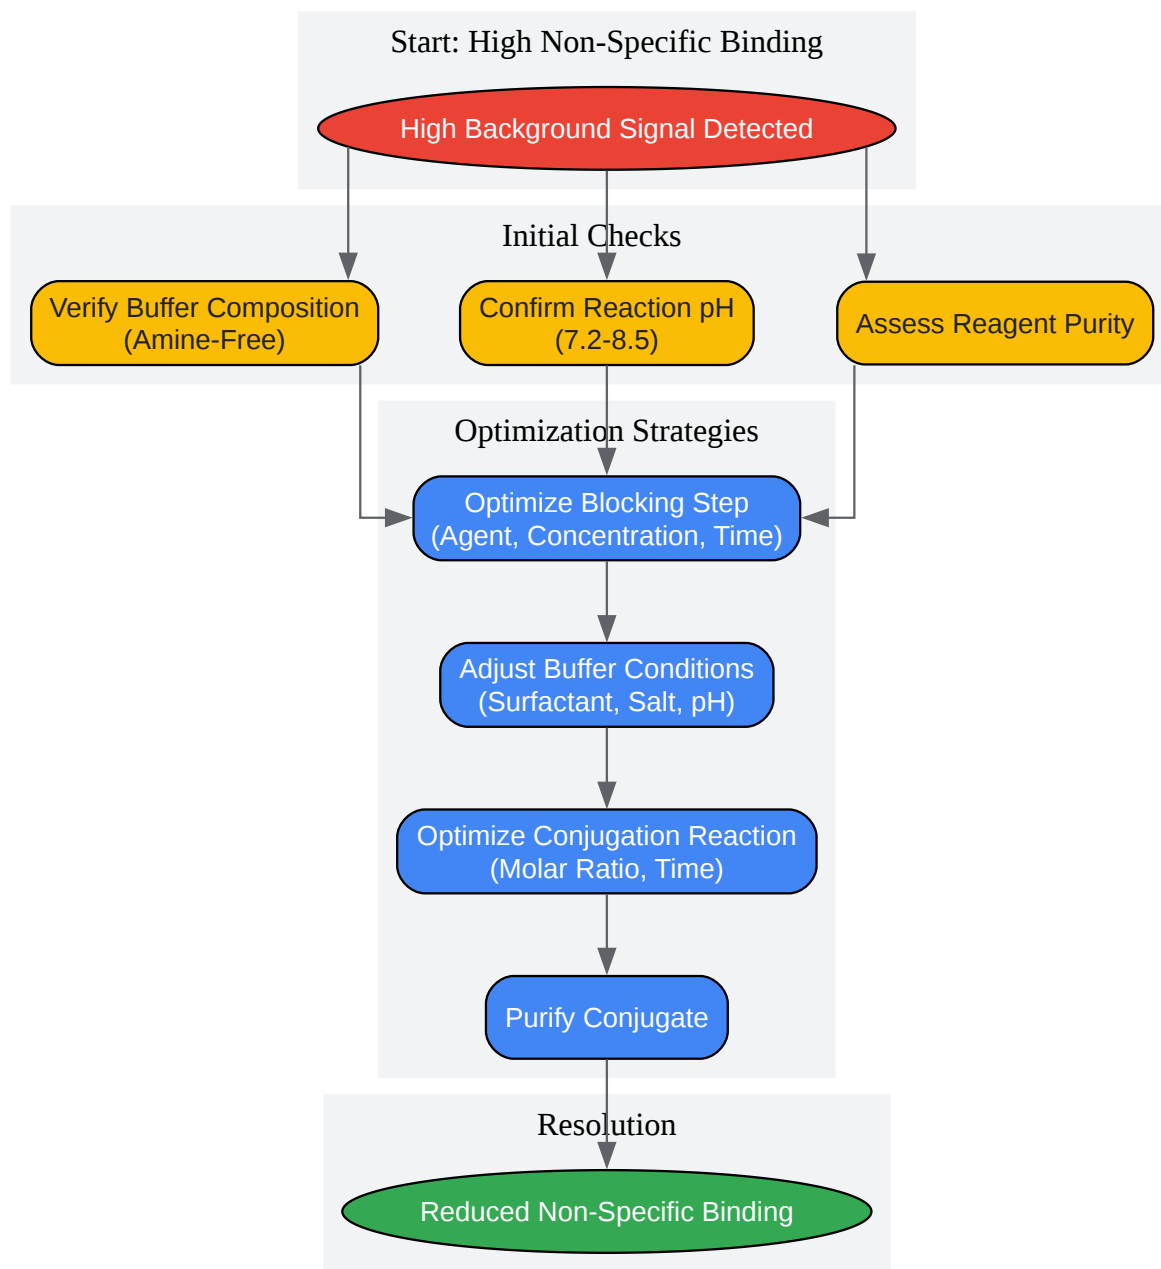 Start: High Non-Specific Binding
High Background Signal Detected
Initial Checks
Verify Buffer Composition
(Amine-Free)
Confirm Reaction pH
(7.2-8.5)
Assess Reagent Purity
Optimization Strategies
Optimize Blocking Step
(Agent, Concentration, Time)
Adjust Buffer Conditions
(Surfactant, Salt, pH)
Optimize Conjugation Reaction
(Molar Ratio, Time)
Purify Conjugate
Resolution
Reduced Non-Specific Binding